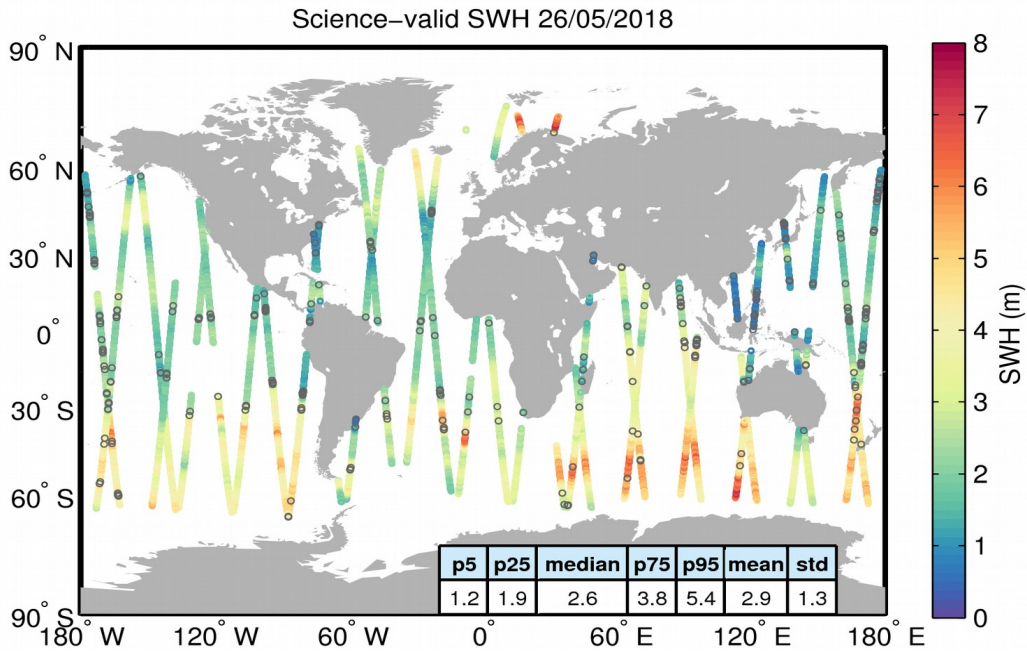 Science−valid SWH 26/05/2018
90° N
60° N
30° N
0°
30° S
60° S
90° S
180° W
120° W
60° W
0°
60° E
120° E
180° E
p5 p25 median p75 p95 mean std
1.2 1.9 2.6 3.8 5.4 2.9 1.3
8
7
6
5
4
3
2
1
0
SWH (m)